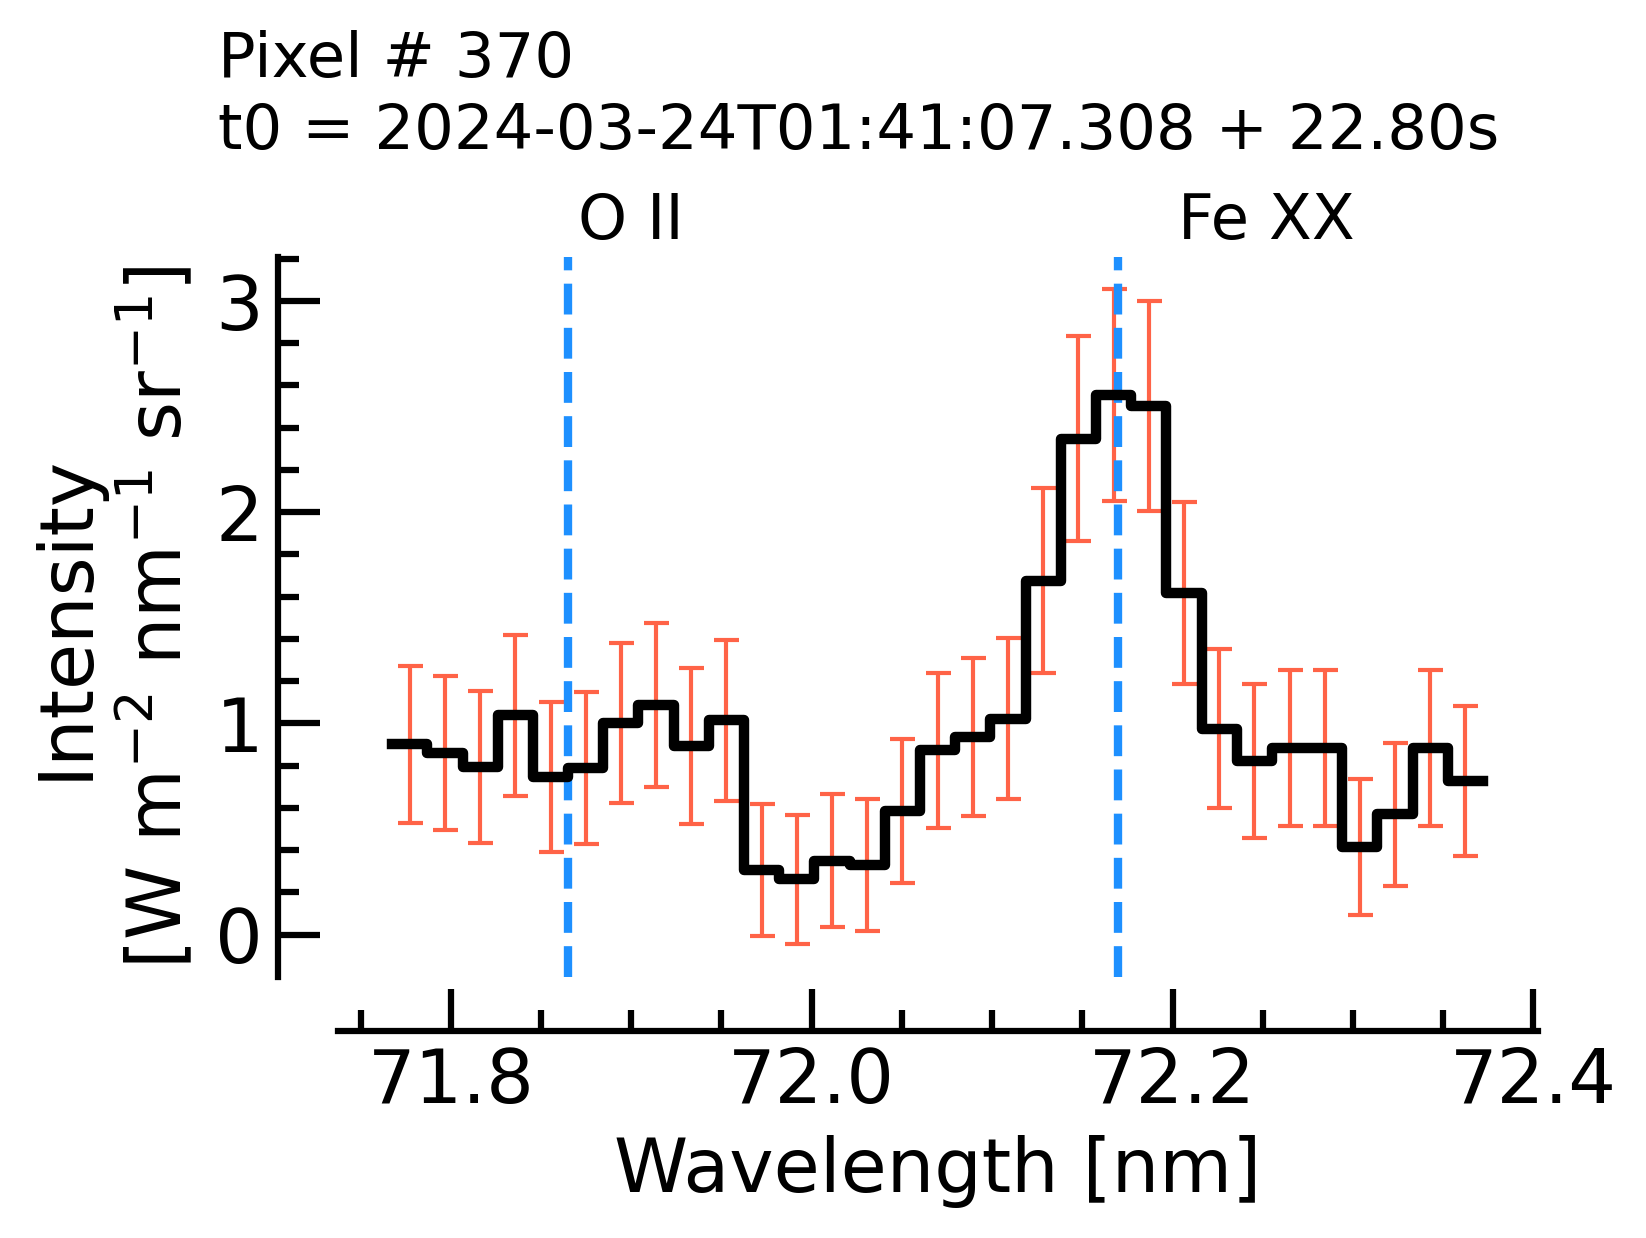 Pixel # 370
t0 = 2024-03-24T01:41:07.308 + 22.80s
O II Fe XX
Intensity
[W m⁻² nm⁻¹ sr⁻¹]
3
2
1
0
71.8 72.0 72.2 72.4
Wavelength [nm]